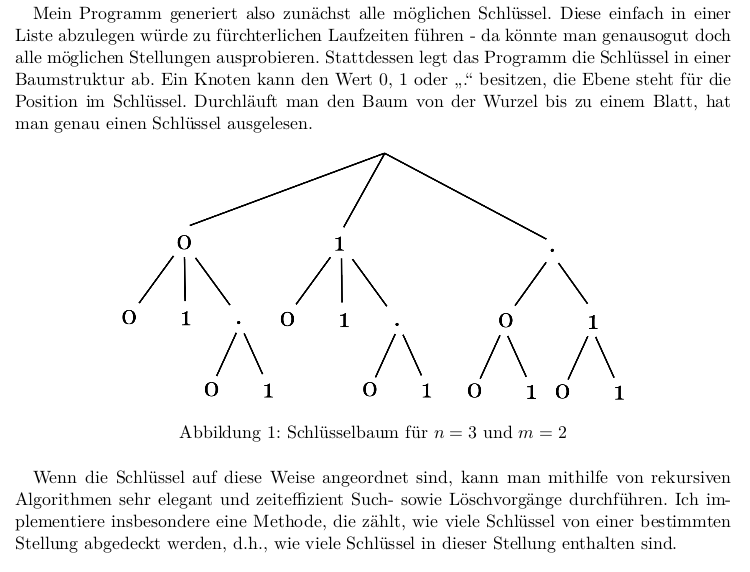 Mein Programm generiert also zunächst alle möglichen Schlüssel. Diese einfach in einer
Liste abzulegen würde zu fürchterlichen Laufzeiten führen - da könnte man genausogut doch
alle möglichen Stellungen ausprobieren. Stattdessen legt das Programm die Schlüssel in einer
Baumstruktur ab. Ein Knoten kann den Wert 0, 1 oder „.“ besitzen, die Ebene steht für die
Position im Schlüssel. Durchläuft man den Baum von der Wurzel bis zu einem Blatt, hat
man genau einen Schlüssel ausgelesen.
0 1 .
0 1 . 0 1 . 0 1
0 1 0 1 0 1 0 1
Abbildung 1: Schlüsselbaum für n = 3 und m = 2
Wenn die Schlüssel auf diese Weise angeordnet sind, kann man mithilfe von rekursiven
Algorithmen sehr elegant und zeiteffizient Such- sowie Löschvorgänge durchführen. Ich im-
plementiere insbesondere eine Methode, die zählt, wie viele Schlüssel von einer bestimmten
Stellung abgedeckt werden, d.h., wie viele Schlüssel in dieser Stellung enthalten sind.